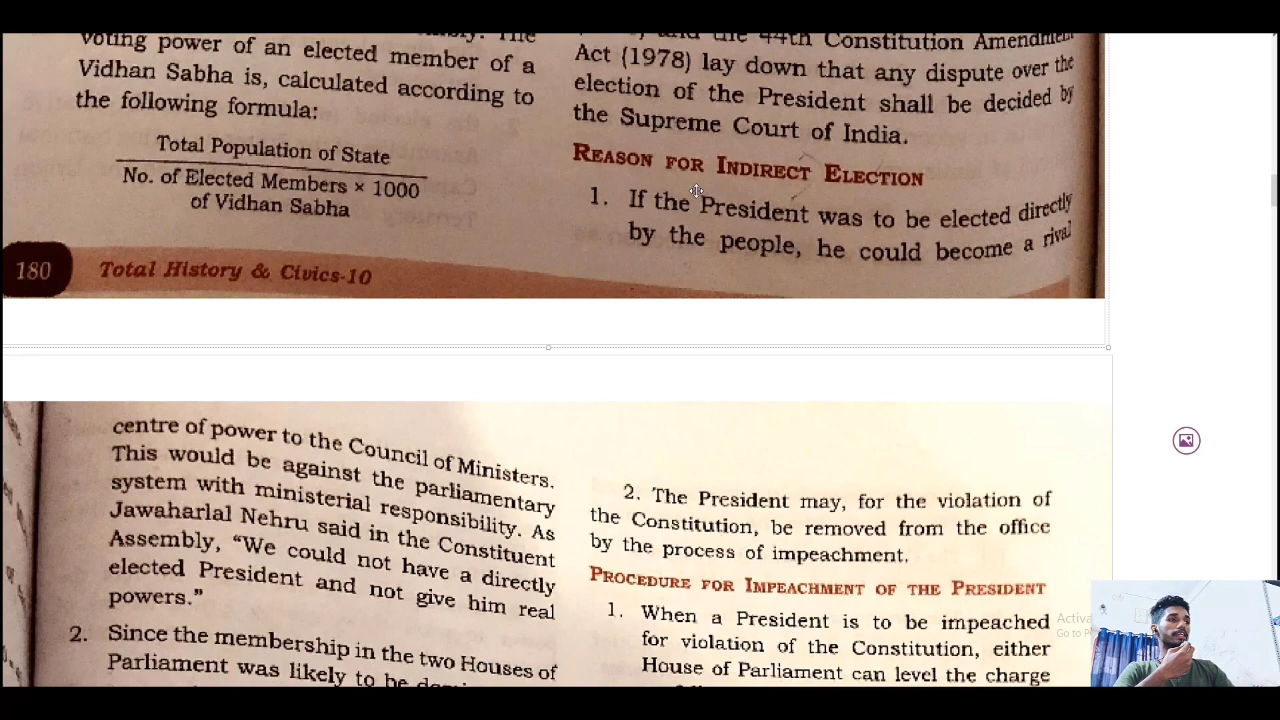 voting power of an elected member of a
Vidhan Sabha is, calculated according to
the following formula:
Total Population of State
No. of Elected Members × 1000
of Vidhan Sabha
180 Total History & Civics-10
and the 44th Constitution Amendment
Act (1978) lay down that any dispute over the
election of the President shall be decided by
the Supreme Court of India.
REASON FOR INDIRECT ELECTION
1. If the President was to be elected directly
by the people, he could become a rival
centre of power to the Council of Ministers.
This would be against the parliamentary
system with ministerial responsibility. As
Jawaharlal Nehru said in the Constituent
Assembly, “We could not have a directly
elected President and not give him real
powers.”
2. Since the membership in the two Houses of
Parliament was likely to be
2. The President may, for the violation of
the Constitution, be removed from the office
by the process of impeachment.
PROCEDURE FOR IMPEACHMENT OF THE PRESIDENT
1. When a President is to be impeached
for violation of the Constitution, either
House of Parliament can level the charge
Activa
Go to P